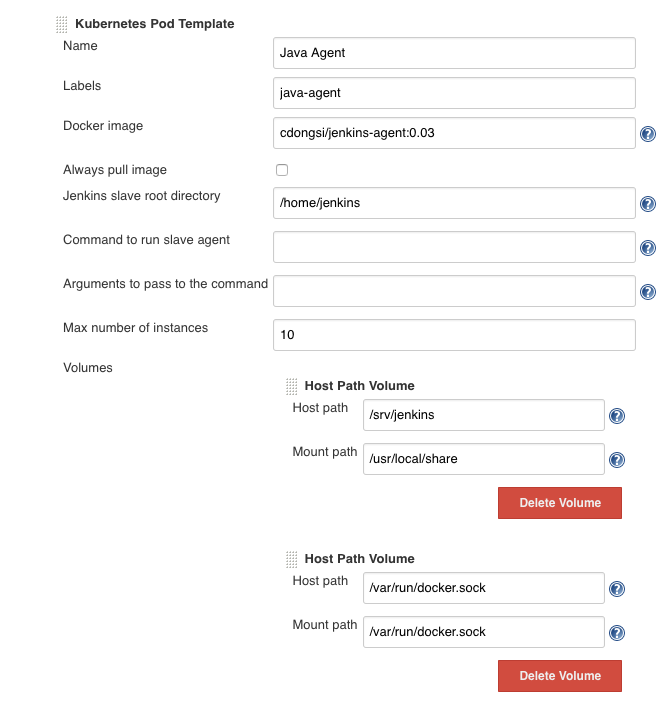 Kubernetes Pod Template
Name Java Agent
Labels java-agent
Docker image cdongsi/jenkins-agent:0.03 ?
Always pull image
Jenkins slave root directory /home/jenkins ?
Command to run slave agent ?
Arguments to pass to the command ?
Max number of instances 10
Volumes
Host Path Volume
Host path /srv/jenkins ?
Mount path /usr/local/share ?
Delete Volume
Host Path Volume
Host path /var/run/docker.sock ?
Mount path /var/run/docker.sock ?
Delete Volume